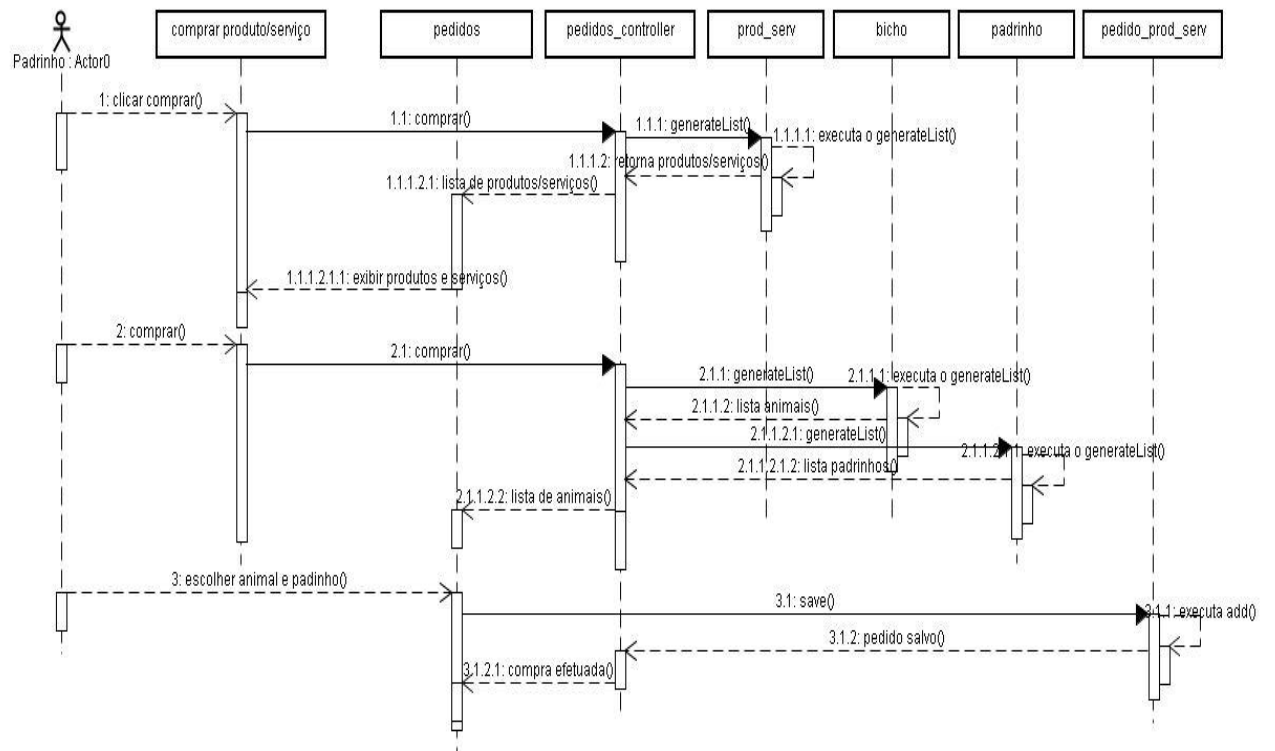 comprar produto/serviço
pedidos
pedidos_controller
prod_serv
bicho
padrinho
pedido_prod_serv
Padrinho : Actor0
1: clicar comprar()
1.1: comprar()
1.1.1: generateList()
1.1.1.1: executa o generateList()
1.1.1.2: retorna produtos/serviços()
1.1.1.2.1: lista de produtos/serviços()
1.1.1.2.1.1: exibir produtos e serviços()
2: comprar()
2.1: comprar()
2.1.1: generateList()
2.1.1.1: executa o generateList()
2.1.1.2: lista animais()
2.1.1.2.1: generateList()
2.1.1.2.1.1: executa o generateList()
2.1.1.2.1.2: lista padrinhos()
2.1.1.2.2: lista de animais()
3: escolher animal e padinho()
3.1: save()
3.1.1: executa add()
3.1.2: pedido salvo()
3.1.2.1: compra efetuada()